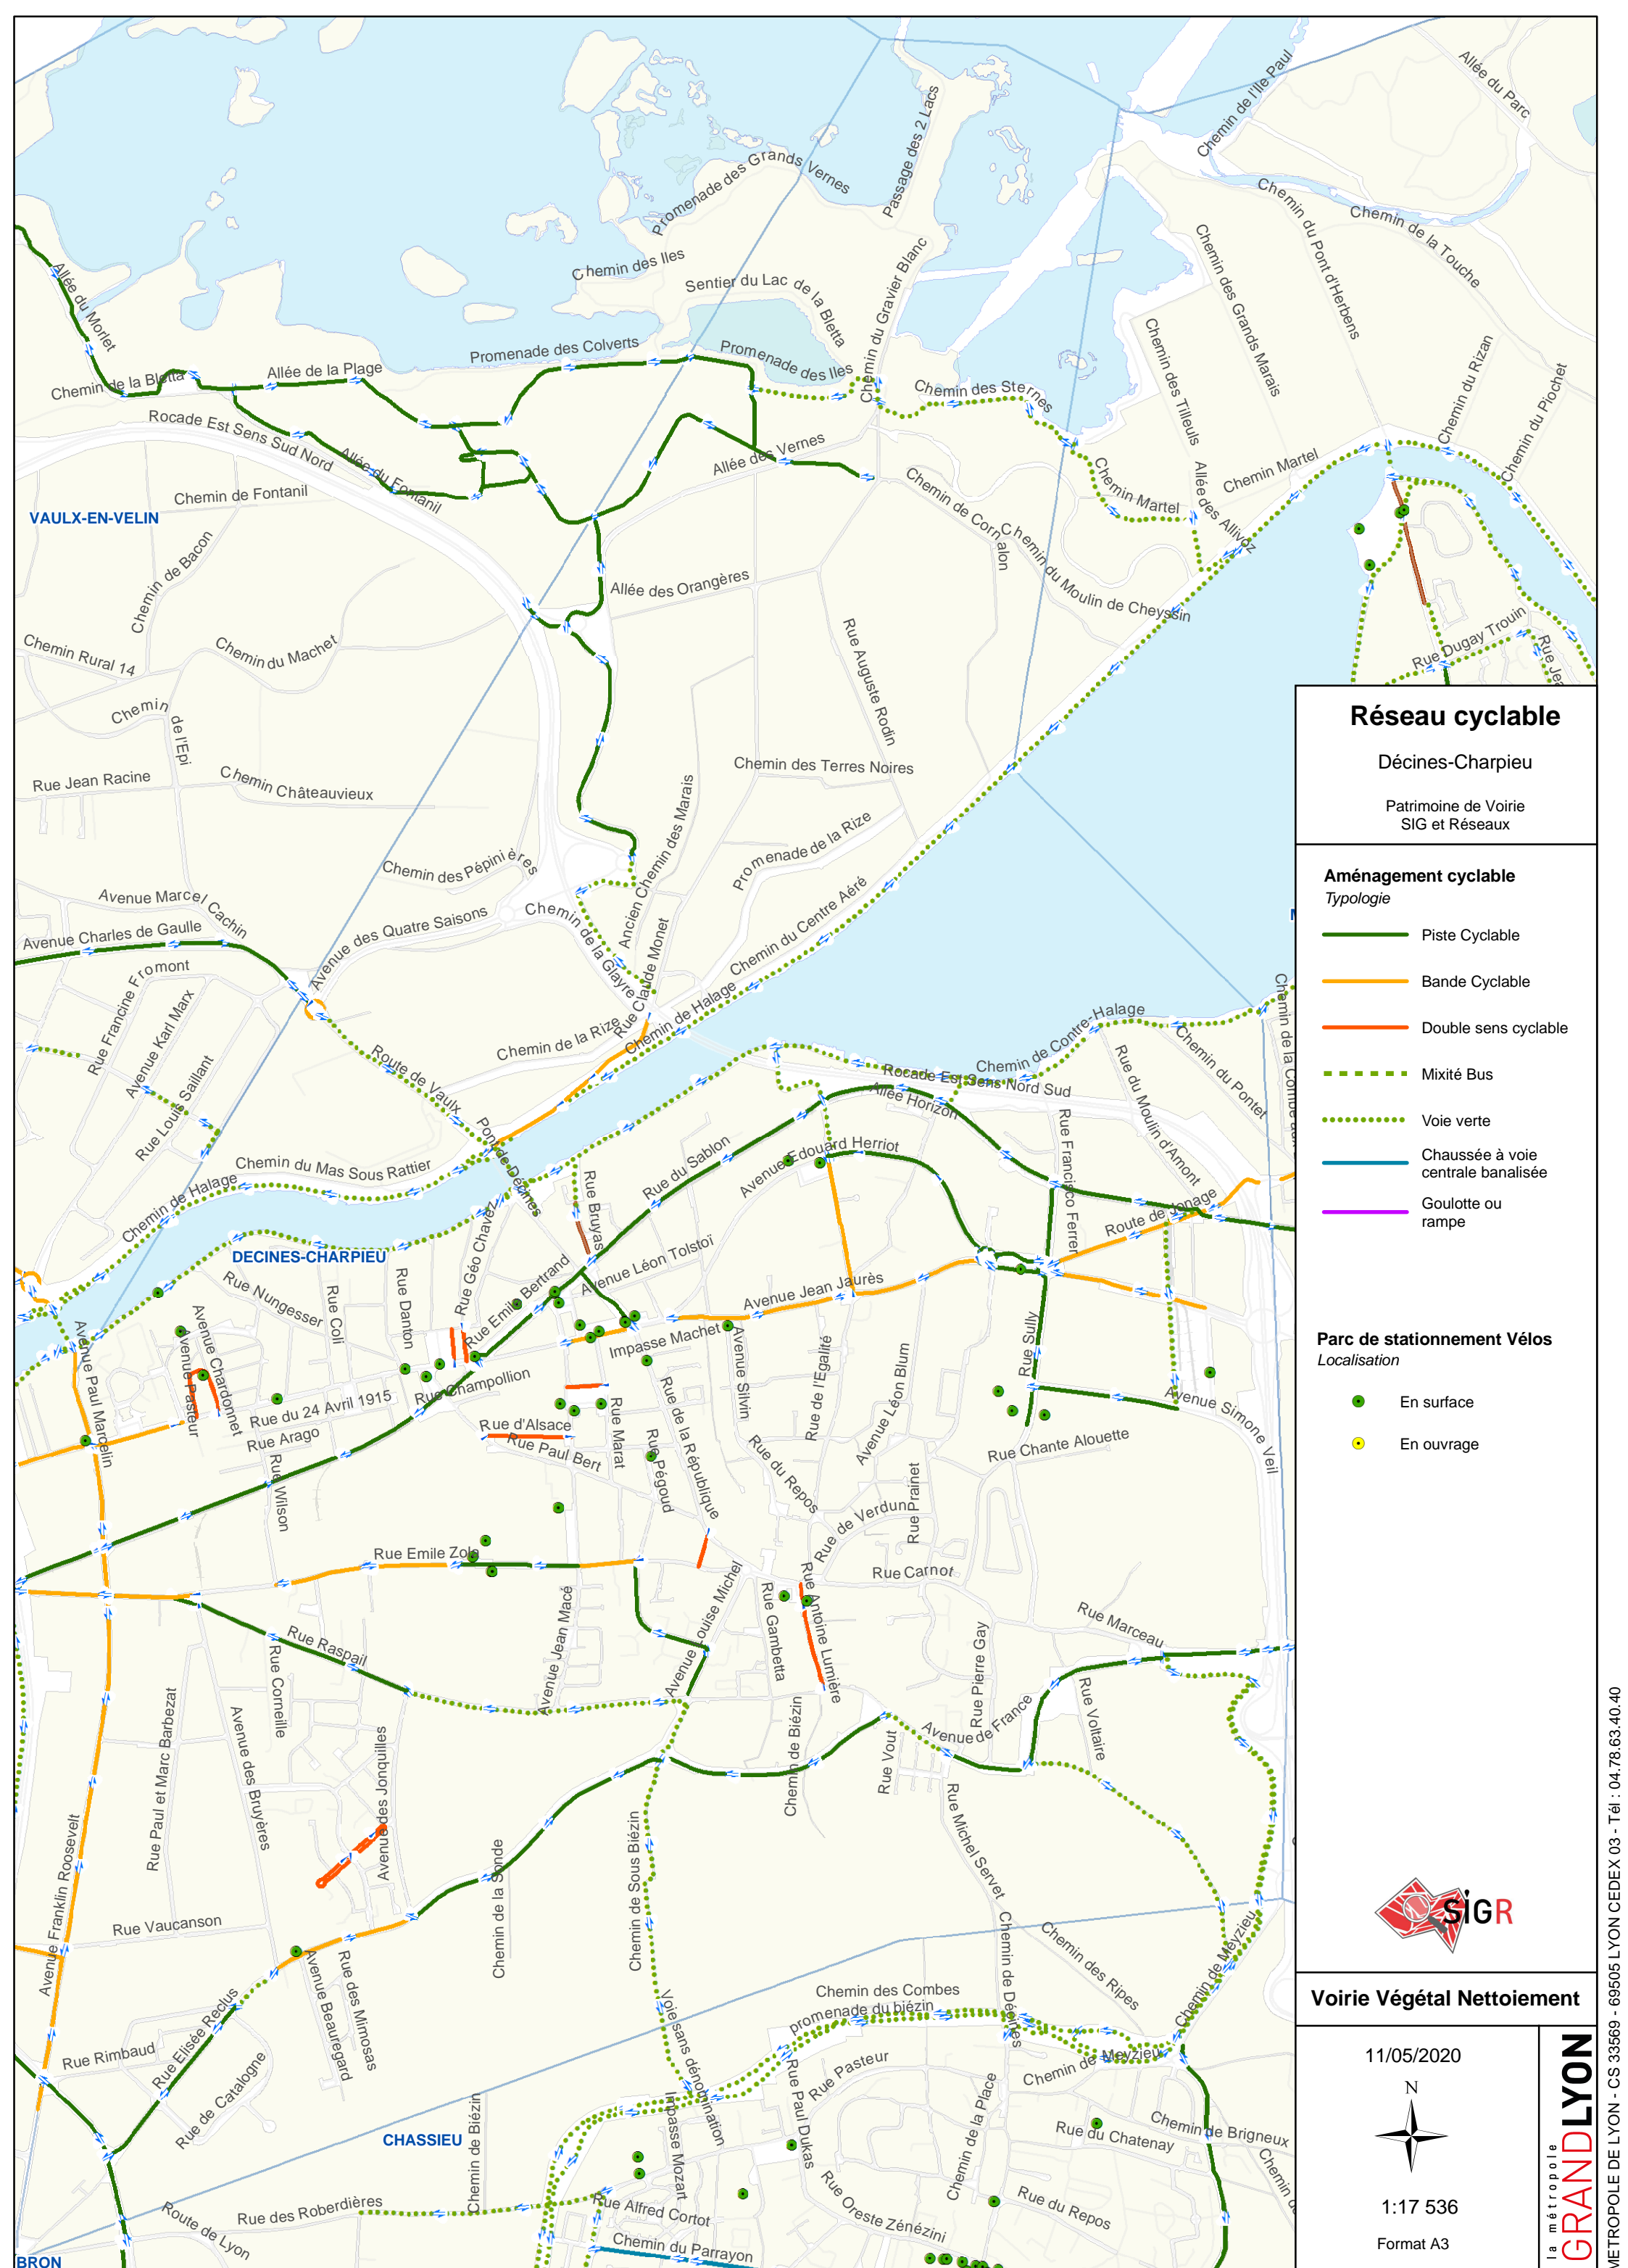 Allée du Parc
Chemin de l'Ile Paul
Passage des 2 Lacs
Promenade des Grands Vernes
Chemin du Pont d'Herbens
Chemin de la Touche
Chemin des Iles
Sentier du Lac de la Bletta
Chemin du Gravier Blanc
Chemin des Grands Marais
Allée du Morlet
Promenade des Colverts
Promenade des Iles
Chemin des Tilleuls
Chemin du Rizan
Chemin du Piochet
Chemin de la Bletta
Allée de la Plage
Chemin des Sternes
Rocade Est Sens Sud Nord
Allée du Fontanil
Allée des Vernes
Chemin Martel
Chemin Martel
Allée des Allivoz
Chemin de Fontanil
VAULX-EN-VELIN
Chemin de Cornalon
Chemin du Moulin de Cheyssin
Chemin de Bacon
Allée des Orangères
Chemin Rural 14
Chemin du Machet
Rue Auguste Rodin
Rue Dugay Trouin
Rue Jea
Chemin de l'Epi
Rue Jean Racine
Chemin Châteauvieux
Chemin des Terres Noires
Ancien Chemin des Marais
Promenade de la Rize
Chemin des Pépinières
Avenue Marcel Cachin
Avenue Charles de Gaulle
Avenue des Quatre Saisons
Chemin de la Glayre
Rue Claude Monet
Chemin du Centre Aéré
Rue Francine Fromont
Avenue Karl Marx
Rue Louis Saillant
Route de Vaulx
Chemin de la Rize
Chemin de Halage
Chemin de Contre-Halage
Rocade Est Sens Nord Sud
Allée Horizon
Chemin du Pontet
Rue du Moulin d'Amont
Rue Francisco Ferrer
Pont de Décines
Chemin du Mas Sous Rattier
Chemin de Halage
Rue Bruyas
Rue du Sablon
Avenue Edouard Herriot
Route de Jonage
DECINES-CHARPIEU
Rue Géo Chavez
Rue Emile Bertrand
Avenue Léon Tolstoï
Avenue Jean Jaurès
Rue Nungesser
Rue Coli
Rue Danton
Impasse Machet
Avenue Paul Marcelin
Avenue Pasteur
Avenue Chardonnet
Rue du 24 Avril 1915
Rue Champollion
Rue Arago
Rue Wilson
Rue d'Alsace
Rue Paul Bert
Rue Marat
Rue Pégoud
Rue de la République
Avenue Silvin
Rue de l'Egalité
Avenue Léon Blum
Rue Sully
Avenue Simone Veil
Rue Chante Alouette
Rue du Repos
Rue de Verdun
Rue Prainet
Rue Emile Zola
Rue Carnot
Rue Raspail
Rue Corneille
Avenue Jean Macé
Avenue Louise Michel
Rue Gambetta
Rue Antoine Lumière
Rue Marceau
Rue Pierre Gay
Avenue de France
Rue Voltaire
Rue Paul et Marc Barbezat
Avenue des Bruyères
Avenue des Jonquilles
Chemin de Biézin
Rue Vout
Rue Michel Servet
Avenue Franklin Roosevelt
Chemin de la Sonde
Chemin de Sous Biézin
Rue Vaucanson
Avenue Beauregard
Rue des Mimosas
Rue Elisée Reclus
Rue Rimbaud
Rue de Catalogne
Voie sans dénomination
Chemin des Combes
promenade du biézin
Chemin de Décines
Chemin des Ripes
Chemin de Meyzieu
Chemin de Meyzieu
Rue Pasteur
Rue Paul Dukas
Chemin de la Place
Rue du Chatenay
Chemin de Brigneux
CHASSIEU
Chemin de Biézin
Impasse Mozart
Rue des Roberdières
Route de Lyon
Rue Alfred Cortot
Chemin du Parrayon
Rue Oreste Zénézini
Rue du Repos
BRON
Réseau cyclable
Décines-Charpieu
Patrimoine de Voirie
SIG et Réseaux
Aménagement cyclable
Typologie
Piste Cyclable
Bande Cyclable
Double sens cyclable
Mixité Bus
Voie verte
Chaussée à voie
centrale banalisée
Goulotte ou
rampe
Parc de stationnement Vélos
Localisation
En surface
En ouvrage
SIGR
Voirie Végétal Nettoiement
11/05/2020
N
1:17 536
Format A3
la métropole
GRANDLYON
METROPOLE DE LYON - CS 33569 - 69505 LYON CEDEX 03 - Tél : 04.78.63.40.40